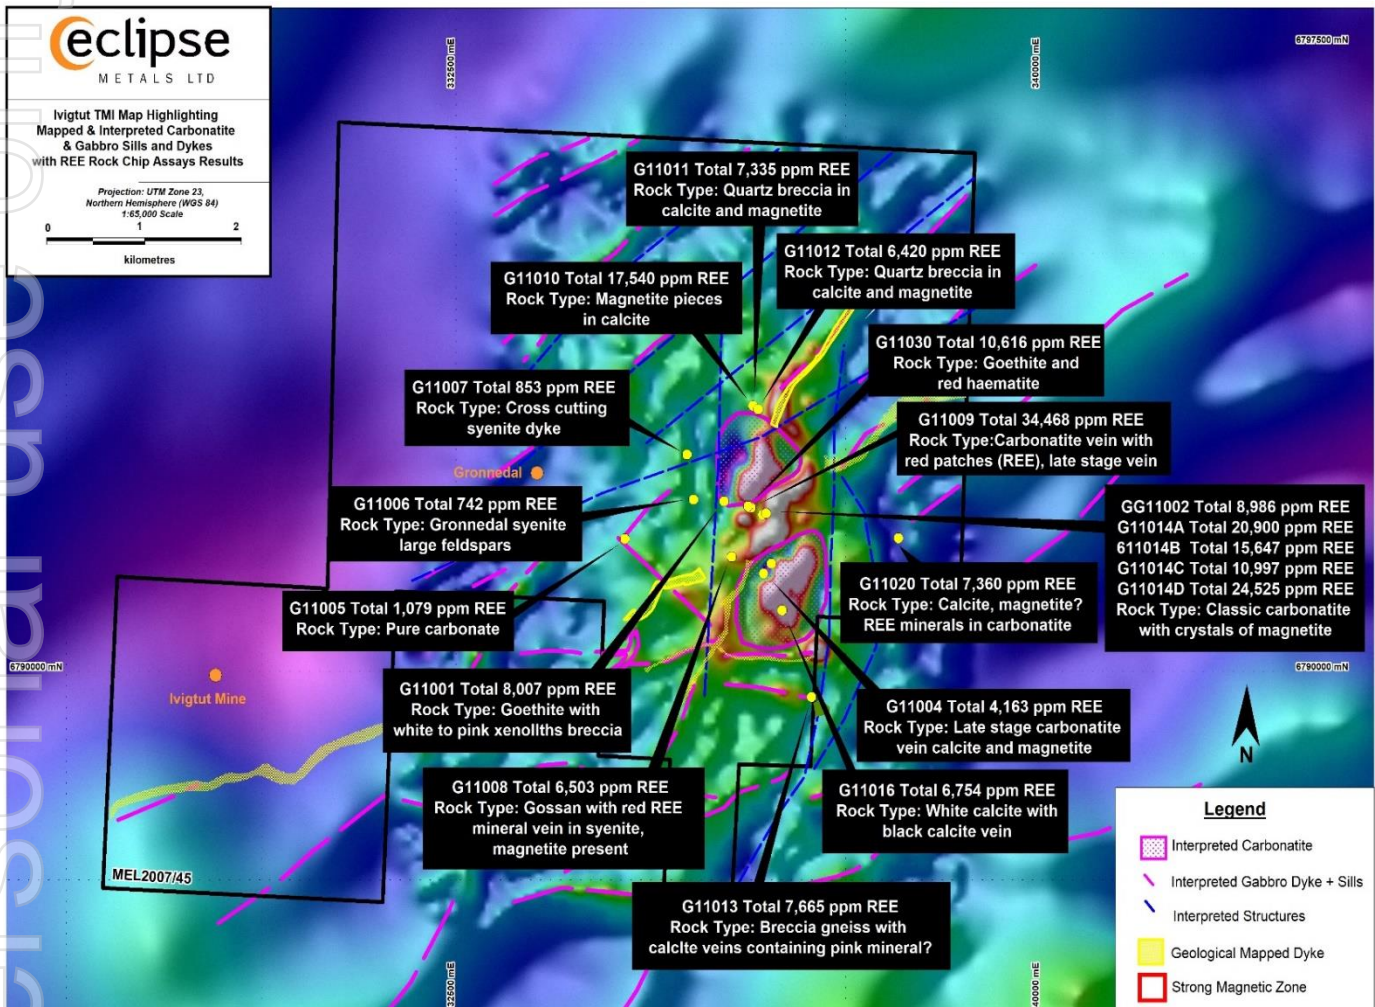 eclipse
METALS LTD
Ivigtut TMI Map Highlighting
Mapped & Interpreted Carbonatite
& Gabbro Sills and Dykes
with REE Rock Chip Assays Results
Projection: UTM Zone 23,
Northern Hemisphere (WGS 84)
1:65,000 Scale
0 1 2
kilometres
332500 mE
340000 mE
6797500 mN
G11011 Total 7,335 ppm REE
Rock Type: Quartz breccia in
calcite and magnetite
G11012 Total 6,420 ppm REE
Rock Type: Quartz breccia in
calcite and magnetite
G11010 Total 17,540 ppm REE
Rock Type: Magnetite pieces
in calcite
G11030 Total 10,616 ppm REE
Rock Type: Goethite and
red haematite
G11007 Total 853 ppm REE
Rock Type: Cross cutting
syenite dyke
G11009 Total 34,468 ppm REE
Rock Type:Carbonatite vein with
red patches (REE), late stage vein
Gronnedal
G11006 Total 742 ppm REE
Rock Type: Gronnedal syenite
large feldspars
GG11002 Total 8,986 ppm REE
G11014A Total 20,900 ppm REE
611014B Total 15,647 ppm REE
G11014C Total 10,997 ppm REE
G11014D Total 24,525 ppm REE
Rock Type: Classic carbonatite
with crystals of magnetite
G11020 Total 7,360 ppm REE
Rock Type: Calcite, magnetite?
REE minerals in carbonatite
G11005 Total 1,079 ppm REE
Rock Type: Pure carbonate
6790000 mN
6790000 mN
Ivigtut Mine
G11001 Total 8,007 ppm REE
Rock Type: Goethite with
white to pink xenollths breccia
G11004 Total 4,163 ppm REE
Rock Type: Late stage carbonatite
vein calcite and magnetite
G11008 Total 6,503 ppm REE
Rock Type: Gossan with red REE
mineral vein in syenite,
magnetite present
G11016 Total 6,754 ppm REE
Rock Type: White calcite with
black calcite vein
N
MEL2007/45
G11013 Total 7,665 ppm REE
Rock Type: Breccia gneiss with
calcIte veins containing pink mineral?
332500 mE
340000 mE
Legend
Interpreted Carbonatite
Interpreted Gabbro Dyke + Sills
Interpreted Structures
Geological Mapped Dyke
Strong Magnetic Zone